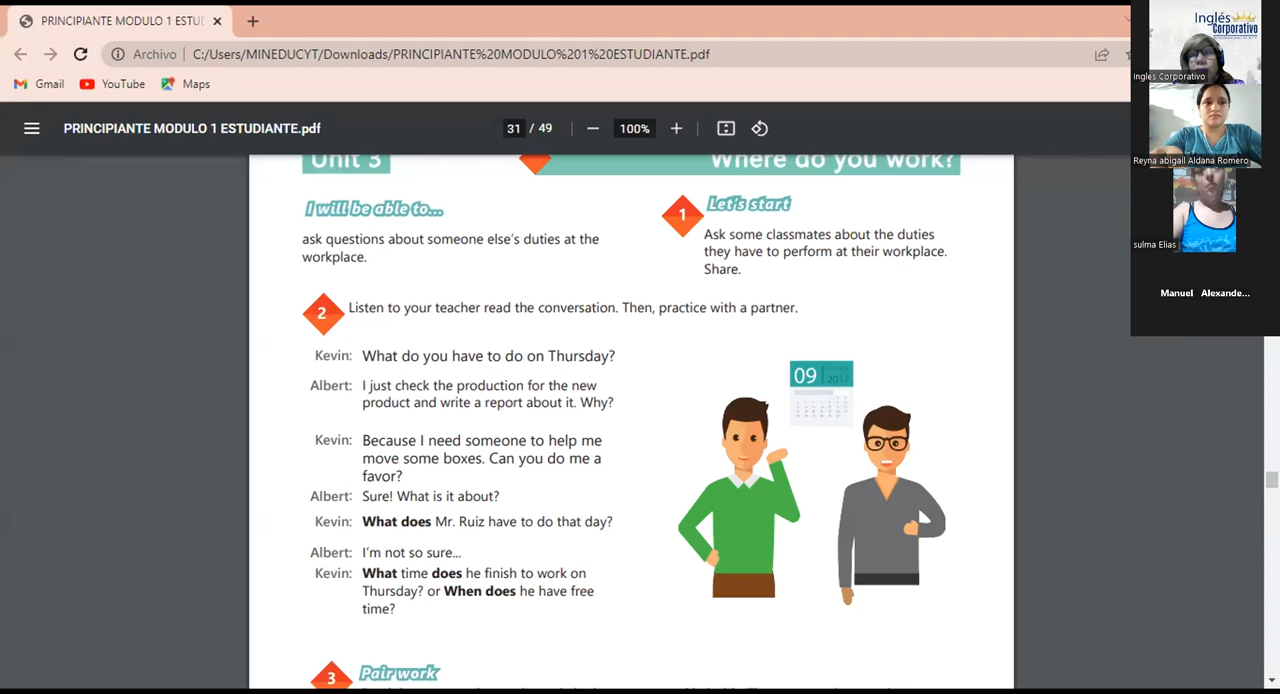 PRINCIPIANTE MODULO 1 ESTU
Archivo C:/Users/MINEDUCYT/Downloads/PRINCIPIANTE%20MODULO%201%20ESTUDIANTE.pdf
Gmail YouTube Maps
PRINCIPIANTE MODULO 1 ESTUDIANTE.pdf 31 / 49 100%
Unit 3 Where do you work?
I will be able to...
ask questions about someone else's duties at the
workplace.
1 Let's start
Ask some classmates about the duties
they have to perform at their workplace.
Share.
2 Listen to your teacher read the conversation. Then, practice with a partner.
Kevin: What do you have to do on Thursday?
Albert: I just check the production for the new
product and write a report about it. Why?
Kevin: Because I need someone to help me
move some boxes. Can you do me a
favor?
Albert: Sure! What is it about?
Kevin: What does Mr. Ruiz have to do that day?
Albert: I'm not so sure...
Kevin: What time does he finish to work on
Thursday? or When does he have free
time?
09 2017
3 Pair work
Inglés
Corporativo
Ingles Corporativo
Reyna abigail Aldana Romero
sulma Elias
Manuel Alexande...